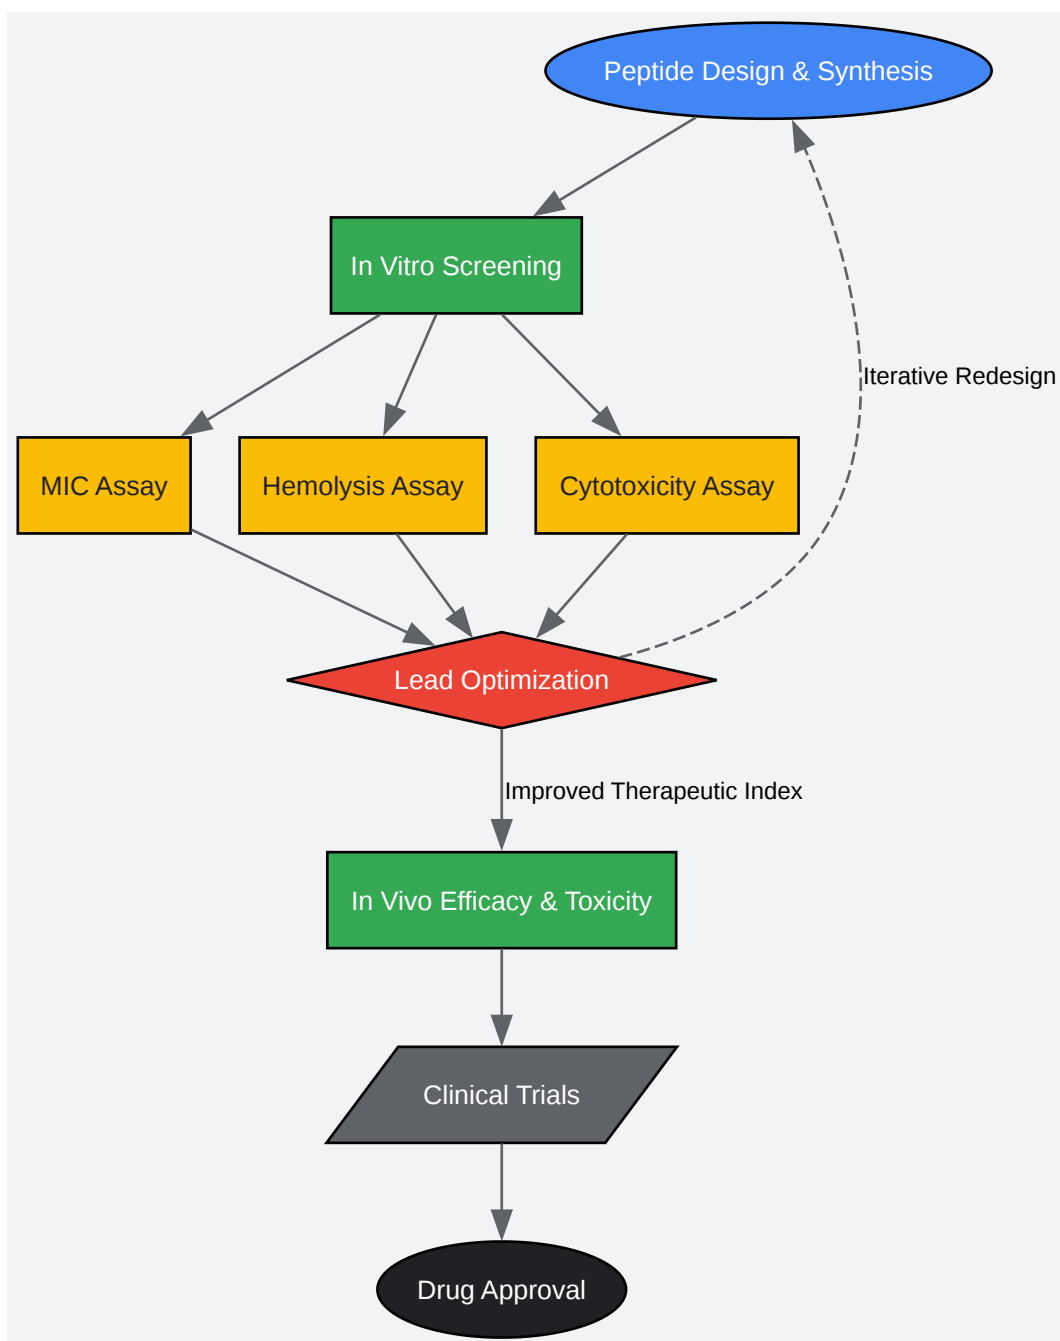 Peptide Design & Synthesis
In Vitro Screening
Iterative Redesign
MIC Assay
Hemolysis Assay
Cytotoxicity Assay
Lead Optimization
Improved Therapeutic Index
In Vivo Efficacy & Toxicity
Clinical Trials
Drug Approval